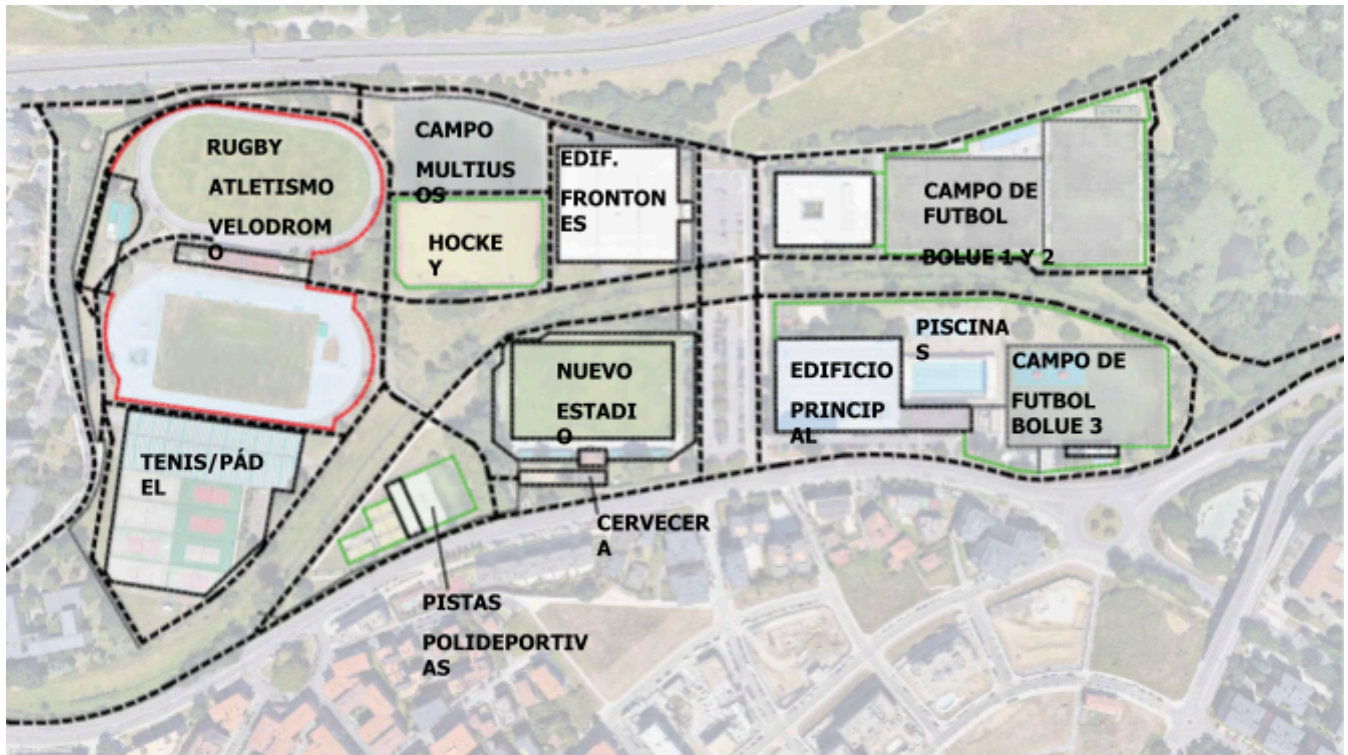 RUGBY
ATLETISMO
VELODROM
O
CAMPO
MULTIUS
OS
HOCKE
Y
EDIF.
FRONTON
ES
CAMPO DE
FUTBOL
BOLUE 1 Y 2
TENIS/PÁD
EL
NUEVO
ESTADI
O
EDIFICIO
PRINCIP
AL
PISCINA
S
CAMPO DE
FUTBOL
BOLUE 3
CERVECER
A
PISTAS
POLIDEPORTIV
AS